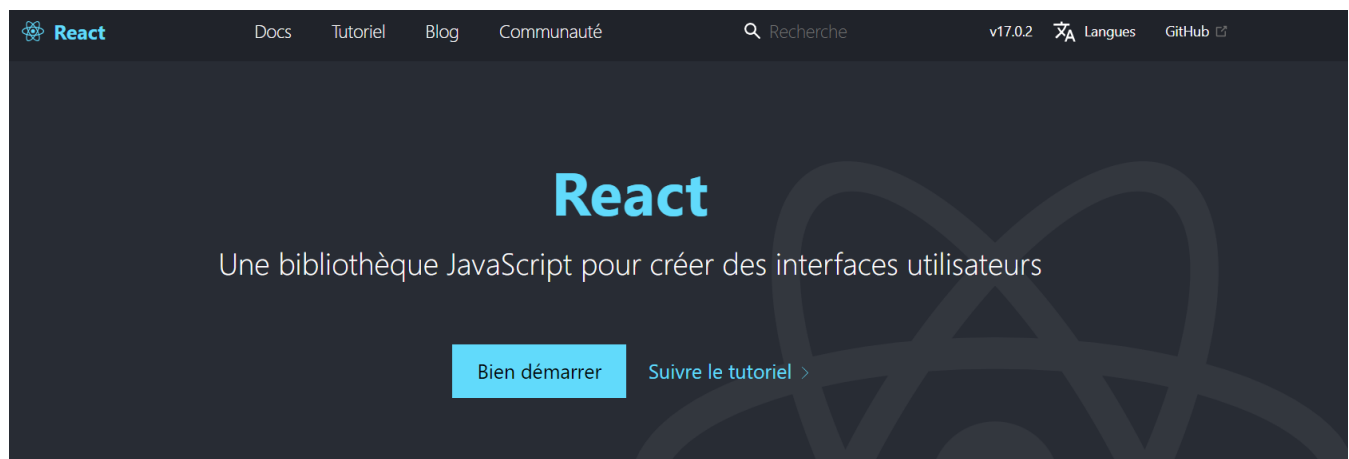 React Docs Tutoriel Blog Communauté Recherche v17.0.2 Langues GitHub
React
Une bibliothèque JavaScript pour créer des interfaces utilisateurs
Bien démarrer Suivre le tutoriel >